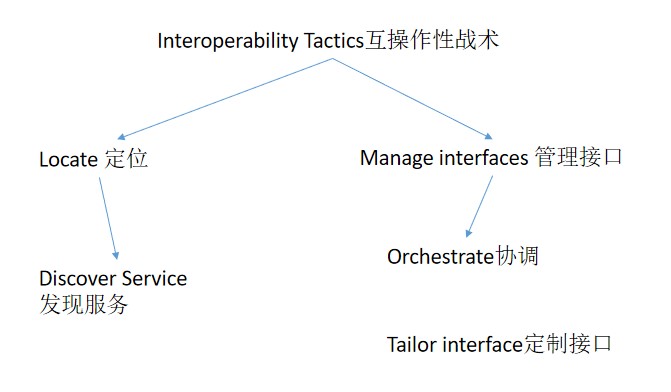 Interoperability Tactics互操作性战术
Locate 定位
Manage interfaces 管理接口
Orchestrate协调
Discover Service
发现服务
Tailor interface定制接口